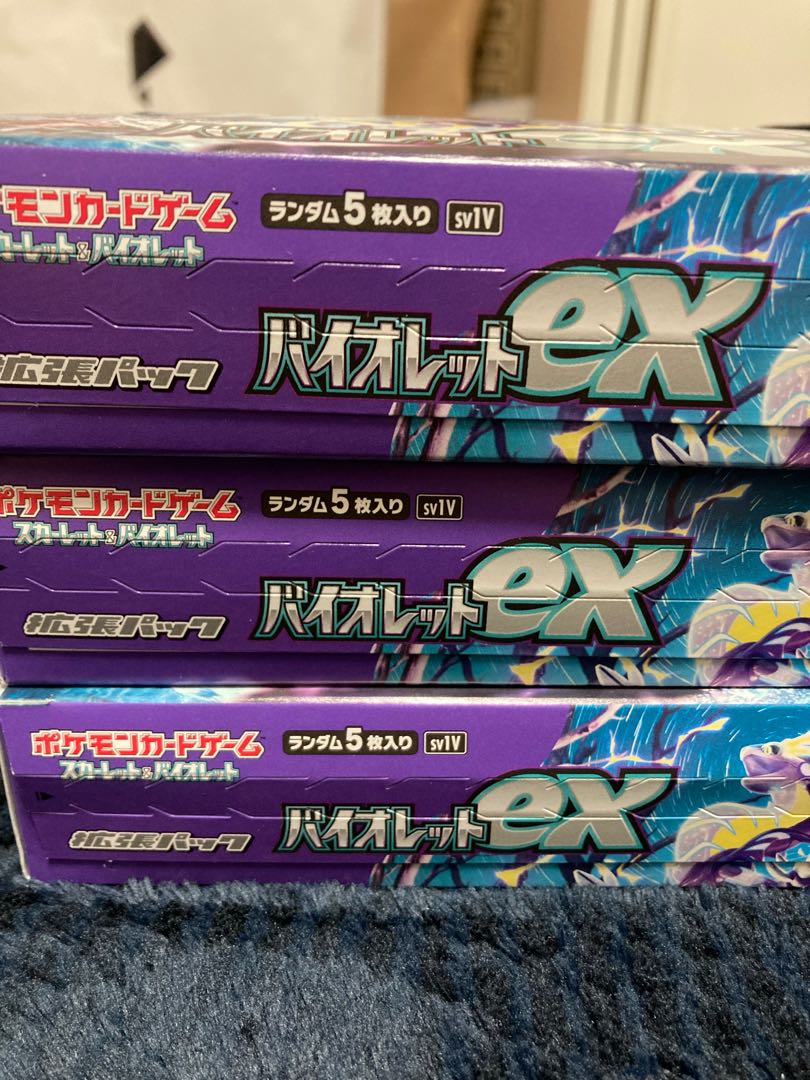 モンカードゲーム
ランダム5枚入り SV1V
カーレット&バイオレット
拡張パック バイオレットex
ポケモンカードゲーム
ランダム5枚入り SV1V
スカーレット&バイオレット
拡張パック バイオレットex
ポケモンカードゲーム
ランダム5枚入り SV1V
スカーレット&バイオレット
拡張パック バイオレットex